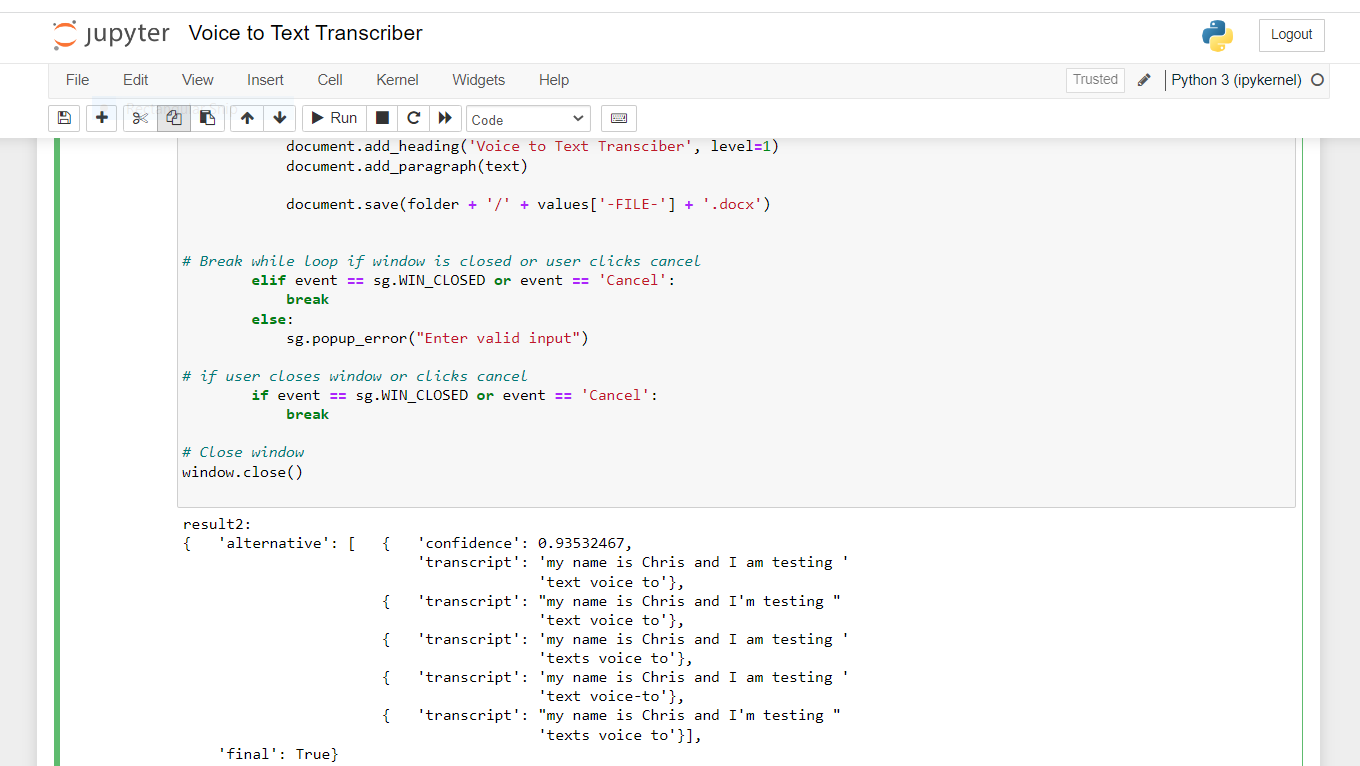 jupyter Voice to Text Transcriber Logout
File Edit View Insert Cell Kernel Widgets Help Trusted Python 3 (ipykernel)
Run Code
document.add_heading('Voice to Text Transciber', level=1)
document.add_paragraph(text)
document.save(folder + '/' + values['-FILE-'] + '.docx')
# Break while loop if window is closed or user clicks cancel
elif event == sg.WIN_CLOSED or event == 'Cancel':
break
else:
sg.popup_error("Enter valid input")
# if user closes window or clicks cancel
if event == sg.WIN_CLOSED or event == 'Cancel':
break
# Close window
window.close()
result2:
{ 'alternative': [ { 'confidence': 0.93532467,
'transcript': 'my name is Chris and I am testing '
'text voice to'},
{ 'transcript': "my name is Chris and I'm testing "
'text voice to'},
{ 'transcript': 'my name is Chris and I am testing '
'texts voice to'},
{ 'transcript': 'my name is Chris and I am testing '
'text voice-to'},
{ 'transcript': "my name is Chris and I'm testing "
'texts voice to'}],
'final': True}